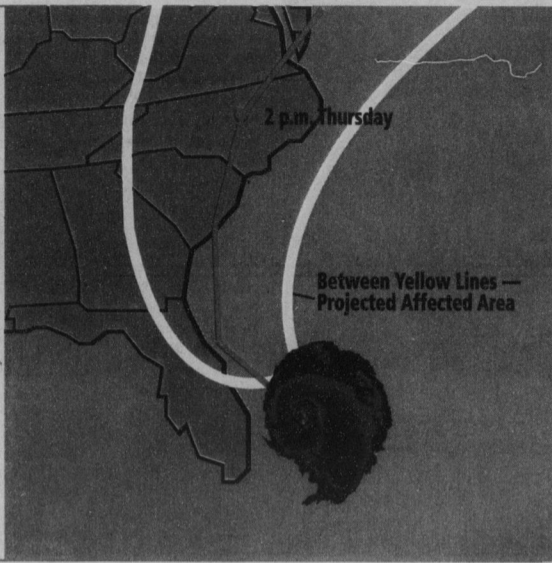 2 p.m. Thursday
Between Yellow Lines —
Projected Affected Area